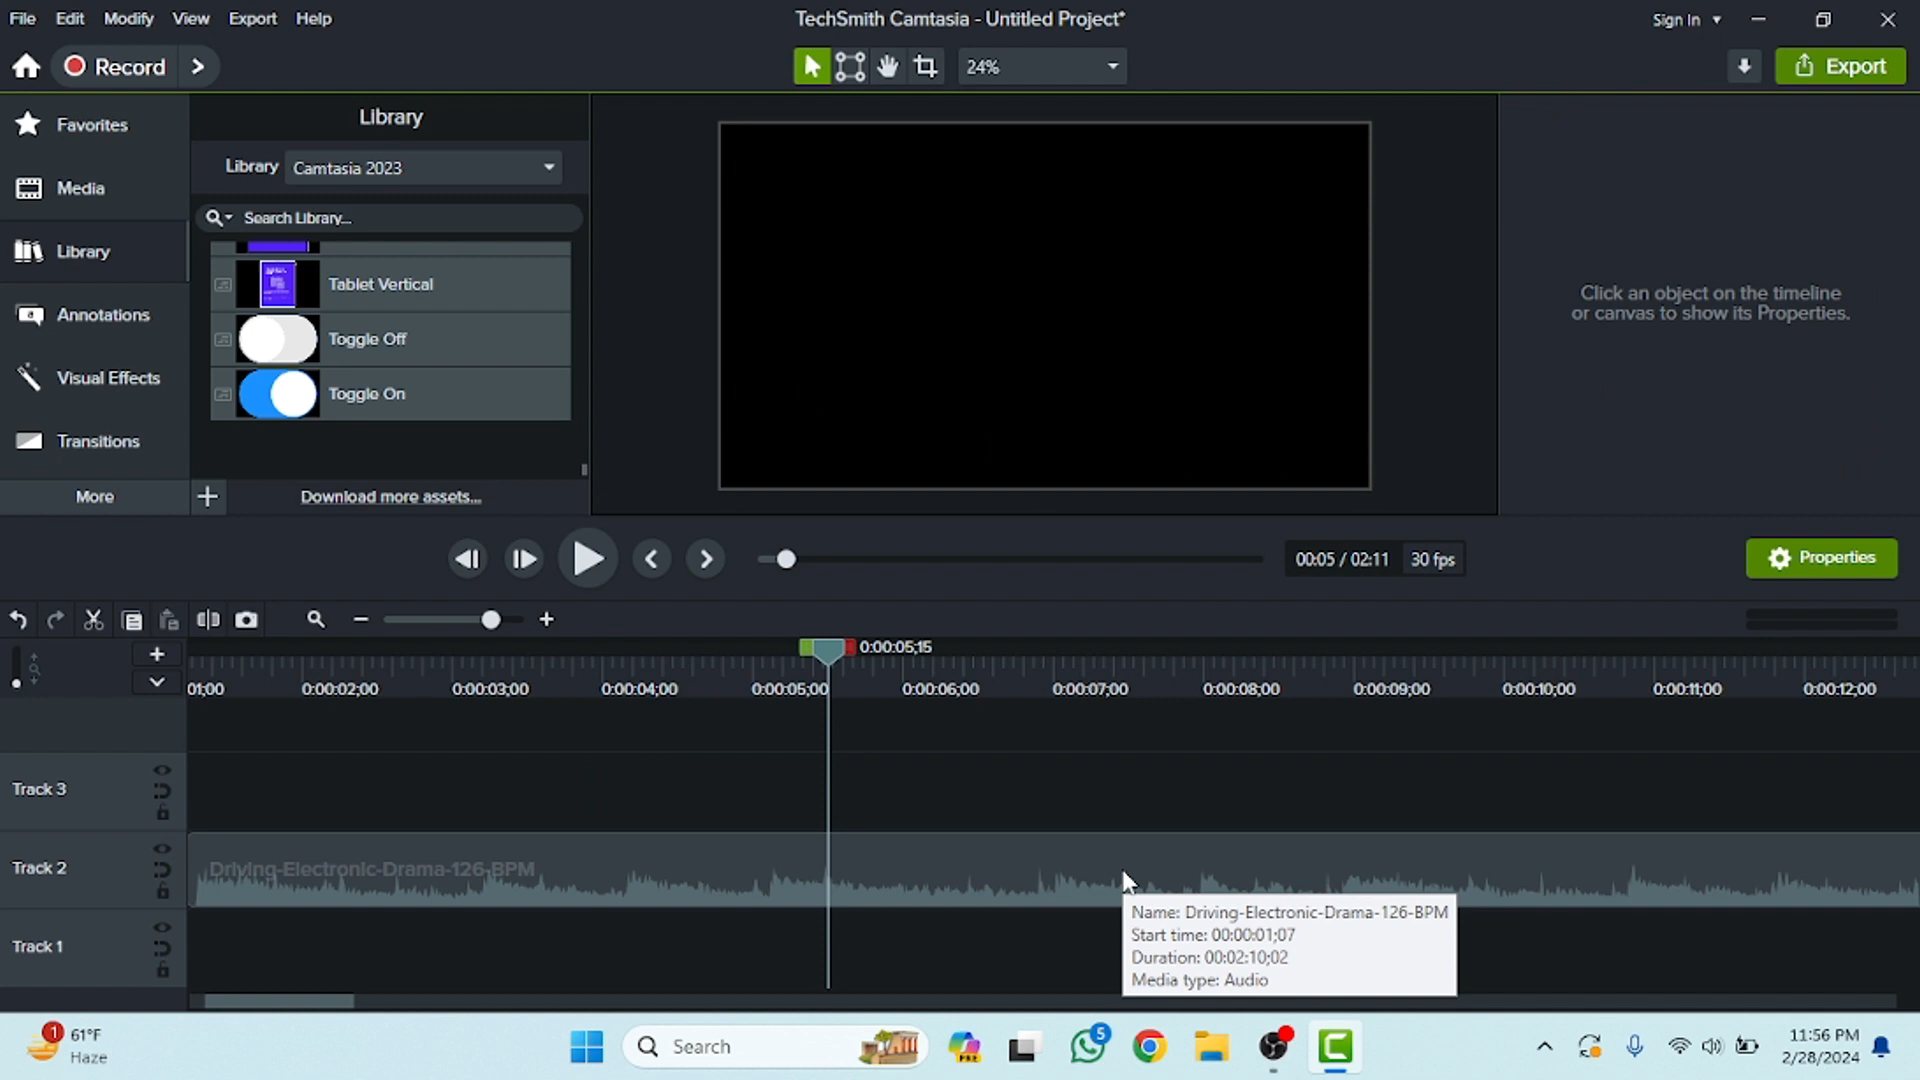 File Edit Modify View Export Help
TechSmith Camtasia - Untitled Project*
Sign In
Record
24%
Export
Favorites
Media
Library
Annotations
Visual Effects
Transitions
More
Library
Library Camtasia 2023
Search Library...
Tablet Vertical
Toggle Off
Toggle On
Download more assets...
Click an object on the timeline
or canvas to show its Properties.
00:05 / 02:11 30 fps
Properties
0:00:05;15
01;00 0:00:02;00 0:00:03;00 0:00:04;00 0:00:05;00 0:00:06;00 0:00:07;00 0:00:08;00 0:00:09;00 0:00:10;00 0:00:11;00 0:00:12;00
Track 3
Track 2
Driving-Electronic-Drama-126-BPM
Track 1
Name: Driving-Electronic-Drama-126-BPM
Start time: 00:00:01;07
Duration: 00:02:10;02
Media type: Audio
1
61°F
Haze
Search
PRE
5
11:56 PM
2/28/2024